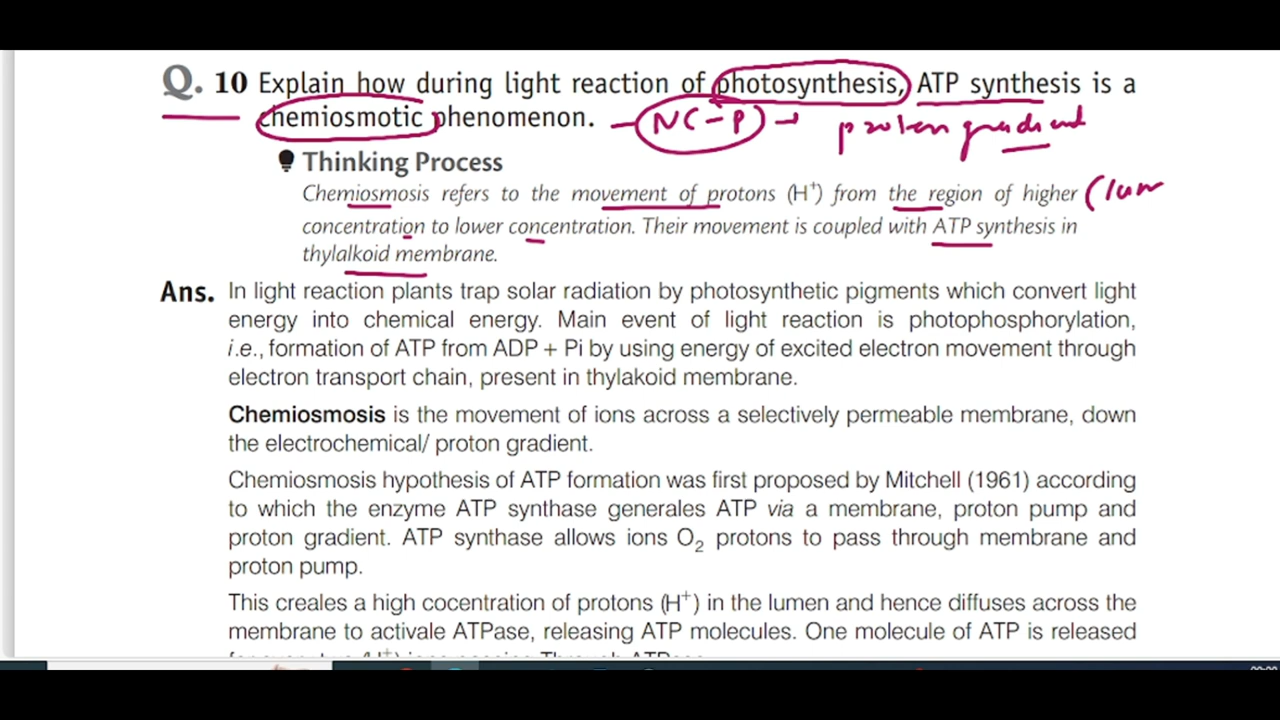 Q. 10 Explain how during light reaction of photosynthesis, ATP synthesis is a
chemiosmotic phenomenon. NC-P → proton gradient
Thinking Process
Chemiosmosis refers to the movement of protons (H⁺) from the region of higher (lum
concentration to lower concentration. Their movement is coupled with ATP synthesis in
thylalkoid membrane.
Ans. In light reaction plants trap solar radiation by photosynthetic pigments which convert light
energy into chemical energy. Main event of light reaction is photophosphorylation,
i.e., formation of ATP from ADP + Pi by using energy of excited electron movement through
electron transport chain, present in thylakoid membrane.
Chemiosmosis is the movement of ions across a selectively permeable membrane, down
the electrochemical/ proton gradient.
Chemiosmosis hypothesis of ATP formation was first proposed by Mitchell (1961) according
to which the enzyme ATP synthase generales ATP via a membrane, proton pump and
proton gradient. ATP synthase allows ions O₂ protons to pass through membrane and
proton pump.
This creales a high cocentration of protons (H⁺) in the lumen and hence diffuses across the
membrane to activale ATPase, releasing ATP molecules. One molecule of ATP is released